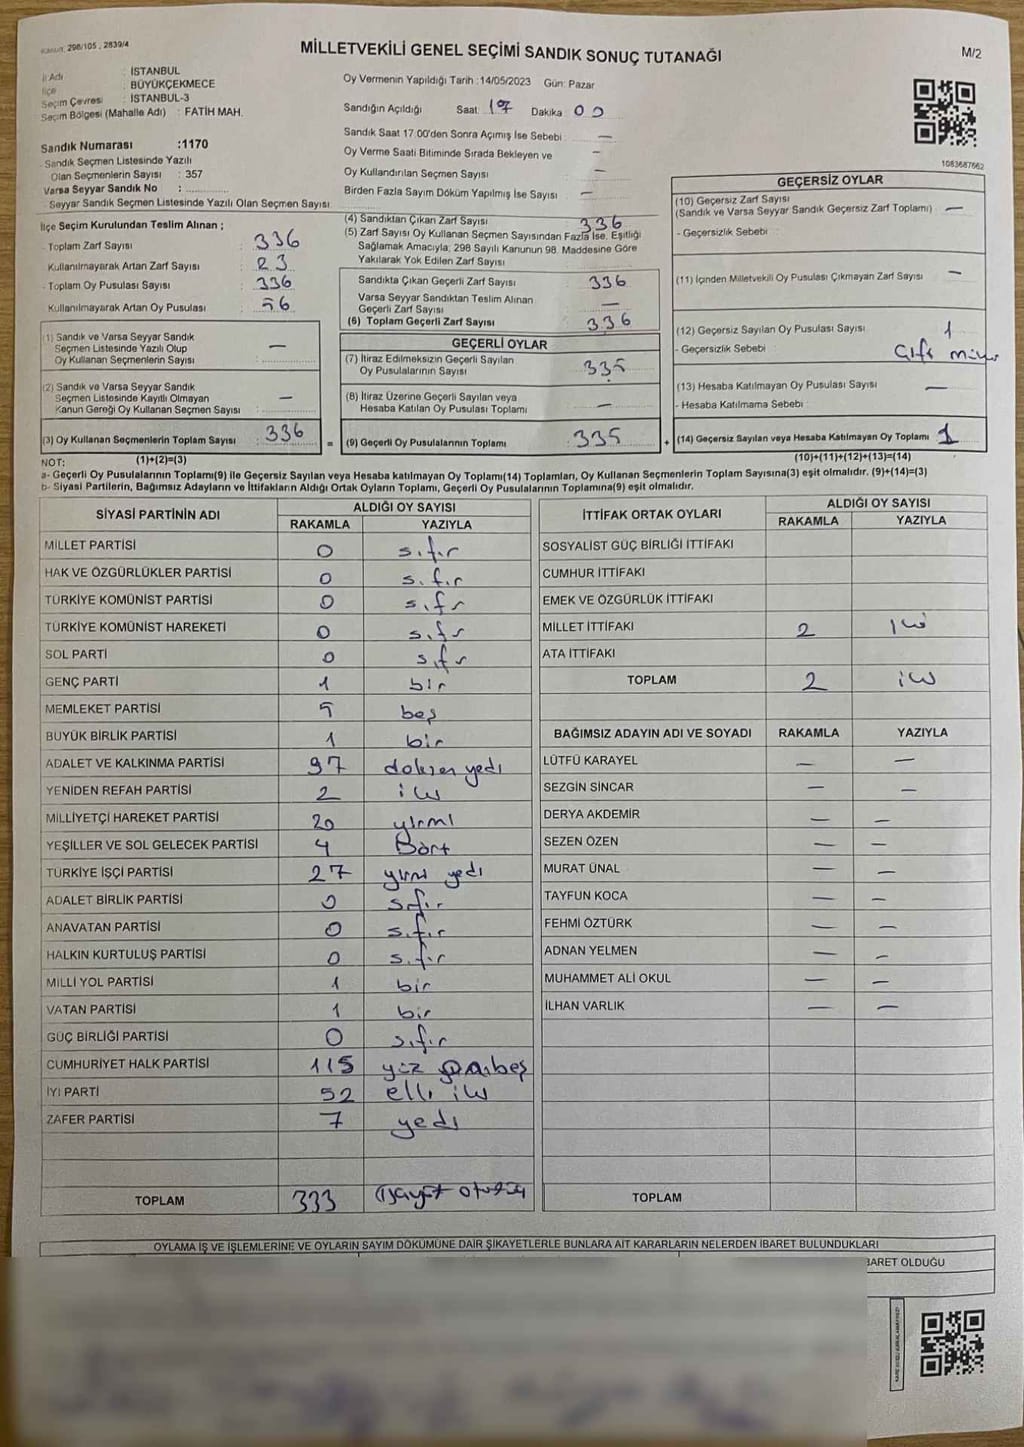 Kanun: 298/105 , 2839/4
MİLLETVEKİLİ GENEL SEÇİMİ SANDIK SONUÇ TUTANAĞI
M/2
İl Adı : İSTANBUL
İlçe : BÜYÜKÇEKMECE
Seçim Çevresi : İSTANBUL-3
Seçim Bölgesi (Mahalle Adı) : FATİH MAH.
Oy Vermenin Yapıldığı Tarih :14/05/2023 Gün: Pazar
Sandığın Açıldığı Saat: 17 Dakika 00
Sandık Saat 17:00'den Sonra Açımış İse Sebebi : —
Oy Verme Saati Bitiminde Sırada Bekleyen ve
Oy Kullandırılan Seçmen Sayısı : —
Birden Fazla Sayım Döküm Yapılmış İse Sayısı : —
1083687662
Sandık Numarası :1170
- Sandık Seçmen Listesinde Yazılı
Olan Seçmenlerin Sayısı : 357
Varsa Seyyar Sandık No :
- Seyyar Sandık Seçmen Listesinde Yazılı Olan Seçmen Sayısı
İlçe Seçim Kurulundan Teslim Alınan ;
- Toplam Zarf Sayısı : 336
Kullanılmayarak Artan Zarf Sayısı : 23
- Toplam Oy Pusulası Sayısı : 336
Kullanılmayarak Artan Oy Pusulası : 56
(1) Sandık ve Varsa Seyyar Sandık
Seçmen Listesinde Yazılı Olup
Oy Kullanan Seçmenlerin Sayısı : —
(2) Sandık ve Varsa Seyyar Sandık
Seçmen Listesinde Kayıtlı Olmayan
Kanun Gereği Oy Kullanan Seçmen Sayısı : —
(3) Oy Kullanan Seçmenlerin Toplam Sayısı : 336
(4) Sandıktan Çıkan Zarf Sayısı : 336
(5) Zarf Sayısı Oy Kullanan Seçmen Sayısından Fazla İse, Eşitliği
Sağlamak Amacıyla; 298 Sayılı Kanunun 98. Maddesine Göre
Yakılarak Yok Edilen Zarf Sayısı :
Sandıkta Çıkan Geçerli Zarf Sayısı : 336
Varsa Seyyar Sandıktan Teslim Alınan
Geçerli Zarf Sayısı : —
(6) Toplam Geçerli Zarf Sayısı : 336
GEÇERLİ OYLAR
(7) İtiraz Edilmeksizin Geçerli Sayılan
Oy Pusulalarının Sayısı : 335
(8) İtiraz Üzerine Geçerli Sayılan veya
Hesaba Katılan Oy Pusulası Toplamı : —
= (9) Geçerli Oy Pusulalarının Toplamı : 335
GEÇERSİZ OYLAR
(10) Geçersiz Zarf Sayısı
(Sandık ve Varsa Seyyar Sandık Geçersiz Zarf Toplamı) : —
- Geçersizlik Sebebi :
(11) İçinden Milletvekili Oy Pusulası Çıkmayan Zarf Sayısı : —
(12) Geçersiz Sayılan Oy Pusulası Sayısı : 1
- Geçersizlik Sebebi : Çift
(13) Hesaba Katılmayan Oy Pusulası Sayısı : —
- Hesaba Katılmama Sebebi :
+ (14) Geçersiz Sayılan veya Hesaba Katılmayan Oy Toplamı : 1
NOT: (1)+(2)=(3) (10)+(11)+(12)+(13)=(14)
a- Geçerli Oy Pusulalarının Toplamı(9) ile Geçersiz Sayılan veya Hesaba katılmayan Oy Toplamı(14) Toplamları, Oy Kullanan Seçmenlerin Toplam Sayısına(3) eşit olmalıdır. (9)+(14)=(3)
b- Siyasi Partilerin, Bağımsız Adayların ve İttifakların Aldığı Ortak Oyların Toplamı, Geçerli Oy Pusulalarının Toplamına(9) eşit olmalıdır.
SİYASİ PARTİNİN ADI ALDIĞI OY SAYISI
RAKAMLA YAZIYLA
MİLLET PARTİSİ 0 sıfır
HAK VE ÖZGÜRLÜKLER PARTİSİ 0 sıfır
TÜRKİYE KOMÜNİST PARTİSİ 0 sıfr
TÜRKİYE KOMÜNİST HAREKETİ 0 sıfr
SOL PARTİ 0 sıfr
GENÇ PARTİ 1 bir
MEMLEKET PARTİSİ 5 beş
BÜYÜK BİRLİK PARTİSİ 1 bir
ADALET VE KALKINMA PARTİSİ 97 doksan yedi
YENİDEN REFAH PARTİSİ 2 iki
MİLLİYETÇİ HAREKET PARTİSİ 20 yirmi
YEŞİLLER VE SOL GELECEK PARTİSİ 4 Dört
TÜRKİYE İŞÇİ PARTİSİ 27 yirmi yedi
ADALET BİRLİK PARTİSİ 0 sıfır
ANAVATAN PARTİSİ 0 sıfır
HALKIN KURTULUŞ PARTİSİ 0 sıfır
MİLLİ YOL PARTİSİ 1 bir
VATAN PARTİSİ 1 bir
GÜÇ BİRLİĞİ PARTİSİ 0 sıfır
CUMHURİYET HALK PARTİSİ 115 yüz onbeş
İYİ PARTİ 52 elli iki
ZAFER PARTİSİ 7 yedi
TOPLAM 333
İTTİFAK ORTAK OYLARI ALDIĞI OY SAYISI
RAKAMLA YAZIYLA
SOSYALİST GÜÇ BİRLİĞİ İTTİFAKI
CUMHUR İTTİFAKI
EMEK VE ÖZGÜRLÜK İTTİFAKI
MİLLET İTTİFAKI 2 iki
ATA İTTİFAKI
TOPLAM 2 iki
BAĞIMSIZ ADAYIN ADI VE SOYADI RAKAMLA YAZIYLA
LÜTFÜ KARAYEL — —
SEZGİN SİNCAR — —
DERYA AKDEMİR — —
SEZEN ÖZEN — —
MURAT ÜNAL — —
TAYFUN KOCA — —
FEHMİ ÖZTÜRK — —
ADNAN YELMEN — —
MUHAMMET ALİ OKUL — —
İLHAN VARLIK — —
TOPLAM
OYLAMA İŞ VE İŞLEMLERİNE VE OYLARIN SAYIM DÖKÜMÜNE DAİR ŞİKAYETLERLE BUNLARA AİT KARARLARIN NELERDEN İBARET BULUNDUKLARI
BARET OLDUĞU